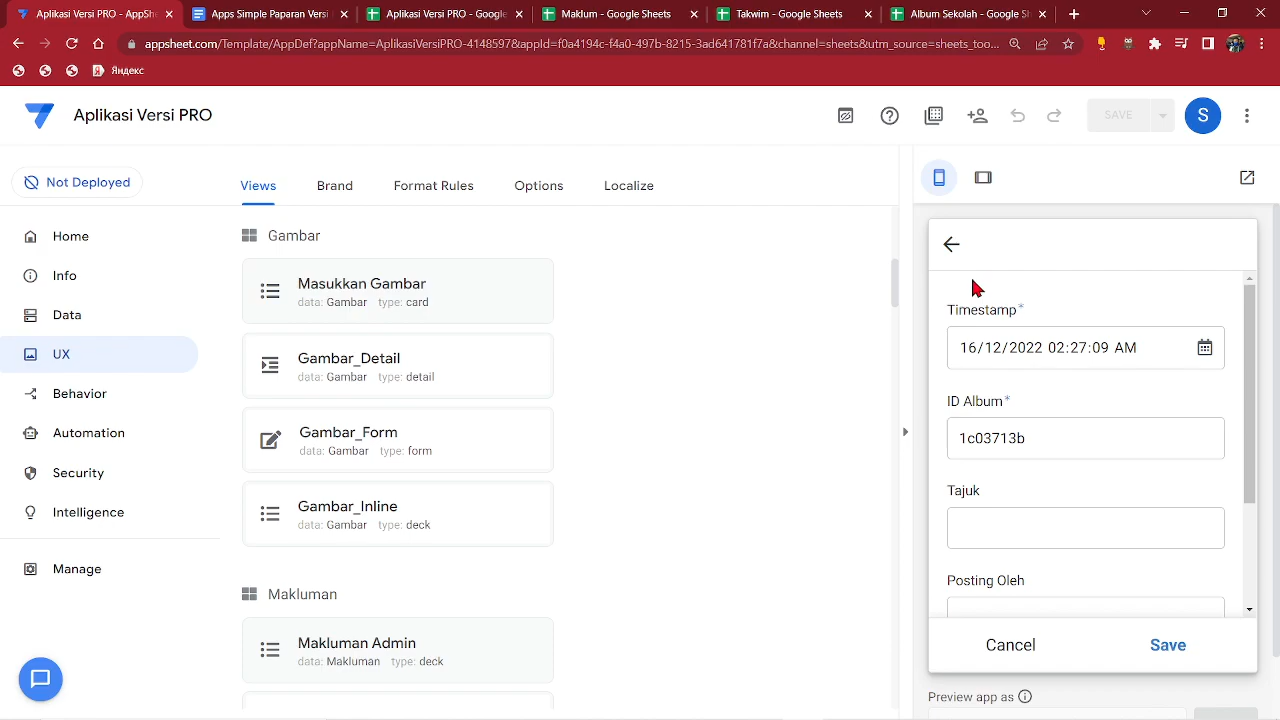 Aplikasi Versi PRO - AppShe
Apps Simple Paparan Versi
Aplikasi Versi PRO - Google
Maklum - Google Sheets
Takwim - Google Sheets
Album Sekolah - Google Sh
appsheet.com/Template/AppDef?appName=AplikasiVersiPRO-4148597&appId=f0a4194c-f4a0-497b-8215-3ad641781f7a&channel=sheets&utm_source=sheets_too...
Яндекс
Aplikasi Versi PRO
SAVE
S
Not Deployed
Views
Brand
Format Rules
Options
Localize
Home
Info
Data
UX
Behavior
Automation
Security
Intelligence
Manage
Gambar
Masukkan Gambar
data: Gambar type: card
Gambar_Detail
data: Gambar type: detail
Gambar_Form
data: Gambar type: form
Gambar_Inline
data: Gambar type: deck
Makluman
Makluman Admin
data: Makluman type: deck
Timestamp*
16/12/2022 02:27:09 AM
ID Album*
1c03713b
Tajuk
Posting Oleh
Cancel
Save
Preview app as